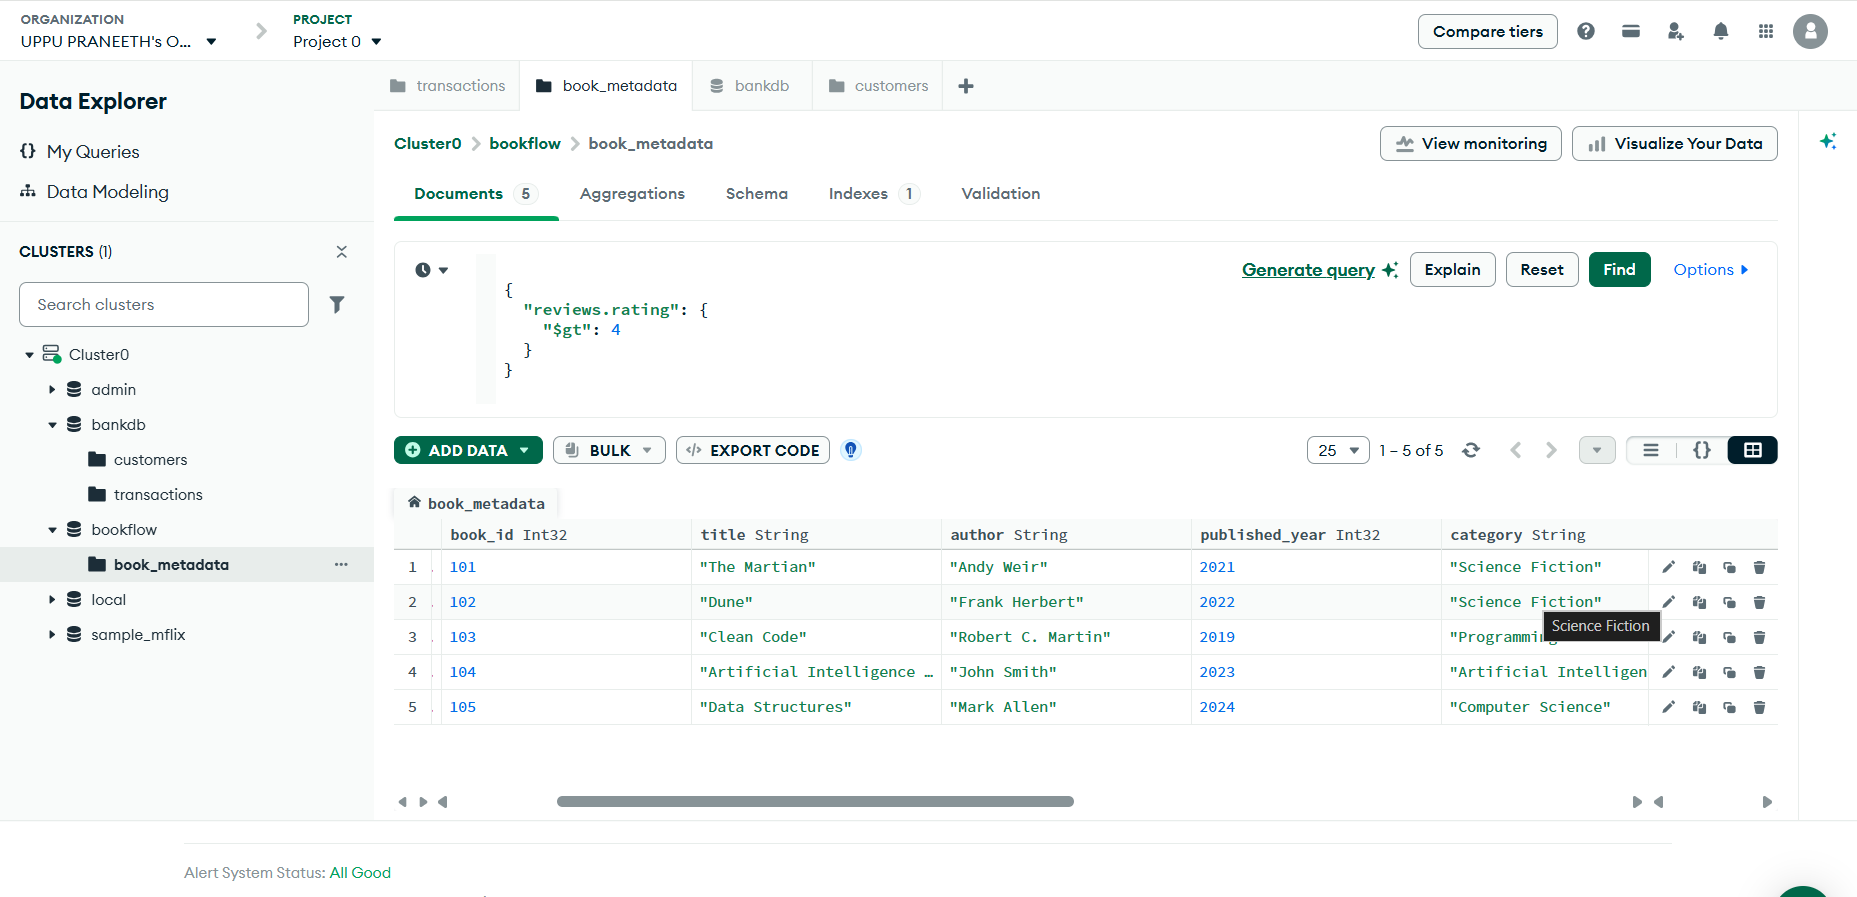 ORGANIZATION
UPPU PRANEETH's O...
PROJECT
Project 0
Compare tiers
Data Explorer
My Queries
Data Modeling
CLUSTERS (1)
Search clusters
Cluster0
admin
bankdb
customers
transactions
bookflow
book_metadata
local
sample_mflix
transactions
book_metadata
bankdb
customers
Cluster0 bookflow book_metadata
View monitoring
Visualize Your Data
Documents 5
Aggregations
Schema
Indexes 1
Validation
Generate query
Explain
Reset
Find
Options
{
"reviews.rating": {
"$gt": 4
}
}
ADD DATA
BULK
EXPORT CODE
25
1 – 5 of 5
book_metadata
book_id Int32 title String author String published_year Int32 category String
1 101 "The Martian" "Andy Weir" 2021 "Science Fiction"
2 102 "Dune" "Frank Herbert" 2022 "Science Fiction"
Science Fiction
3 103 "Clean Code" "Robert C. Martin" 2019 "Programming
4 104 "Artificial Intelligence … "John Smith" 2023 "Artificial Intelligen
5 105 "Data Structures" "Mark Allen" 2024 "Computer Science"
Alert System Status: All Good